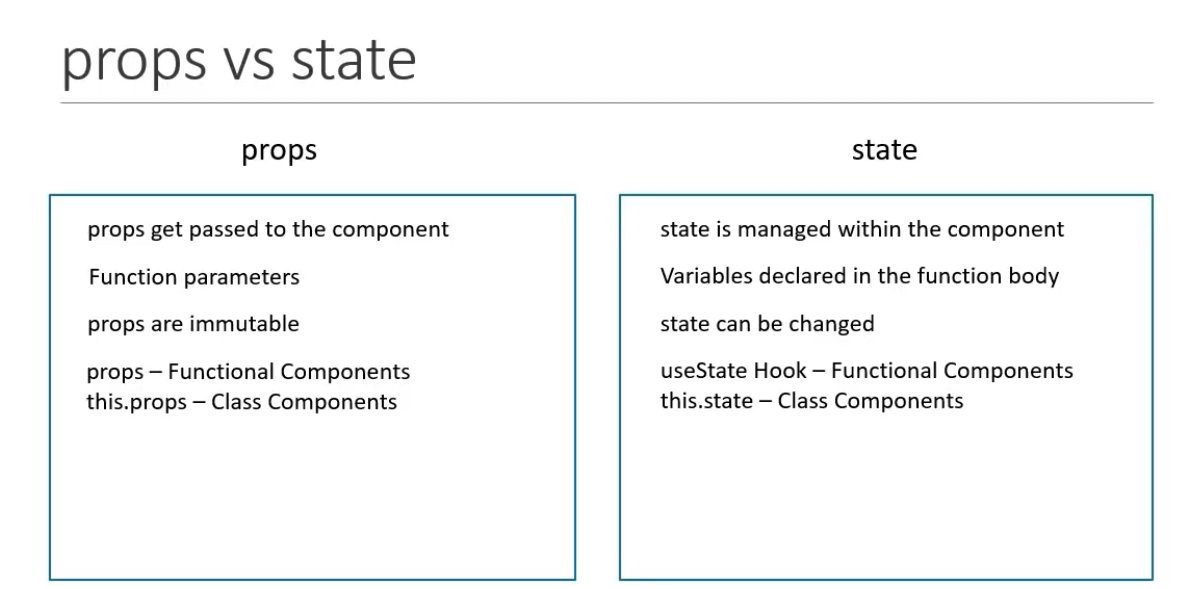 props vs state
props
props get passed to the component
Function parameters
props are immutable
props – Functional Components
this.props – Class Components
state
state is managed within the component
Variables declared in the function body
state can be changed
useState Hook – Functional Components
this.state – Class Components